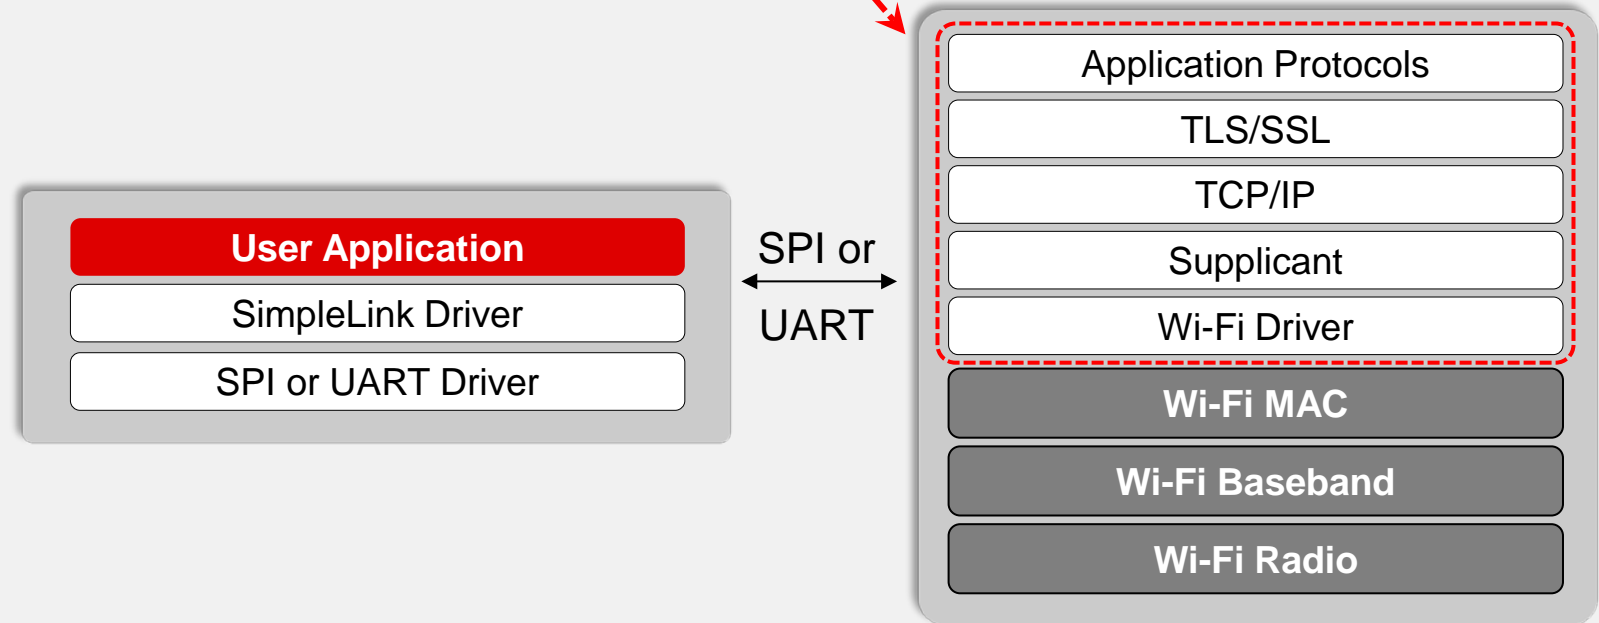 User Application
SimpleLink Driver
SPI or UART Driver
SPI or
UART
Application Protocols
TLS/SSL
TCP/IP
Supplicant
Wi-Fi Driver
Wi-Fi MAC
Wi-Fi Baseband
Wi-Fi Radio